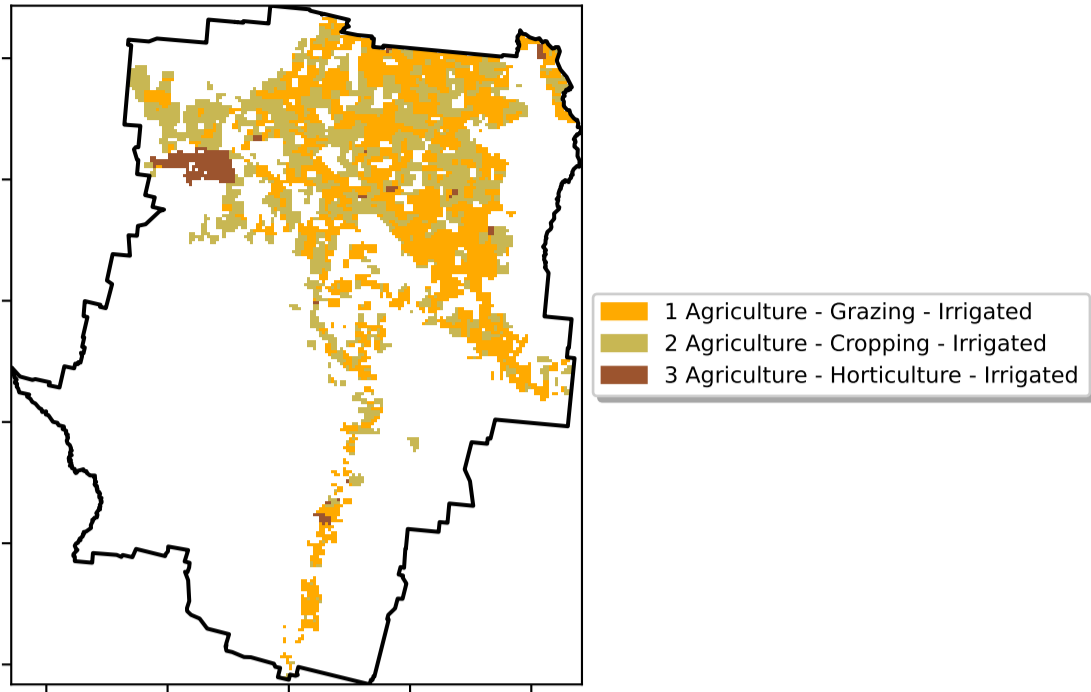 1 Agriculture - Grazing - Irrigated
2 Agriculture - Cropping - Irrigated
3 Agriculture - Horticulture - Irrigated